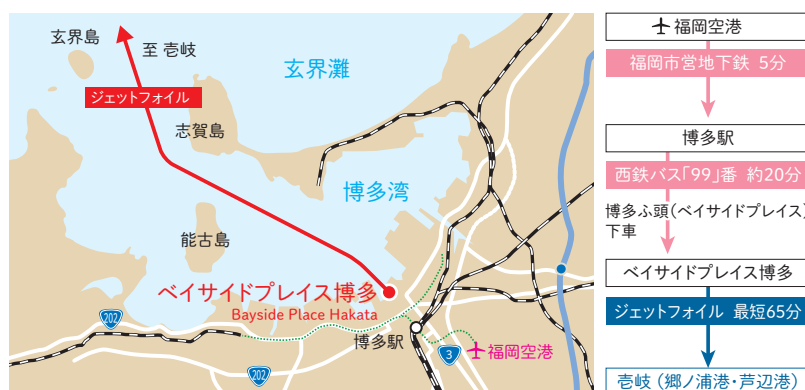 玄界島
至 壱岐
玄界灘
ジェットフォイル
志賀島
博多湾
能古島
ベイサイドプレイス博多
Bayside Place Hakata
202
博多駅
3
福岡空港
202
福岡空港
福岡市営地下鉄 5分
博多駅
西鉄バス「99」番 約20分
博多ふ頭(ベイサイドプレイス)
下車
ベイサイドプレイス博多
ジェットフォイル 最短65分
壱岐(郷ノ浦港・芦辺港)